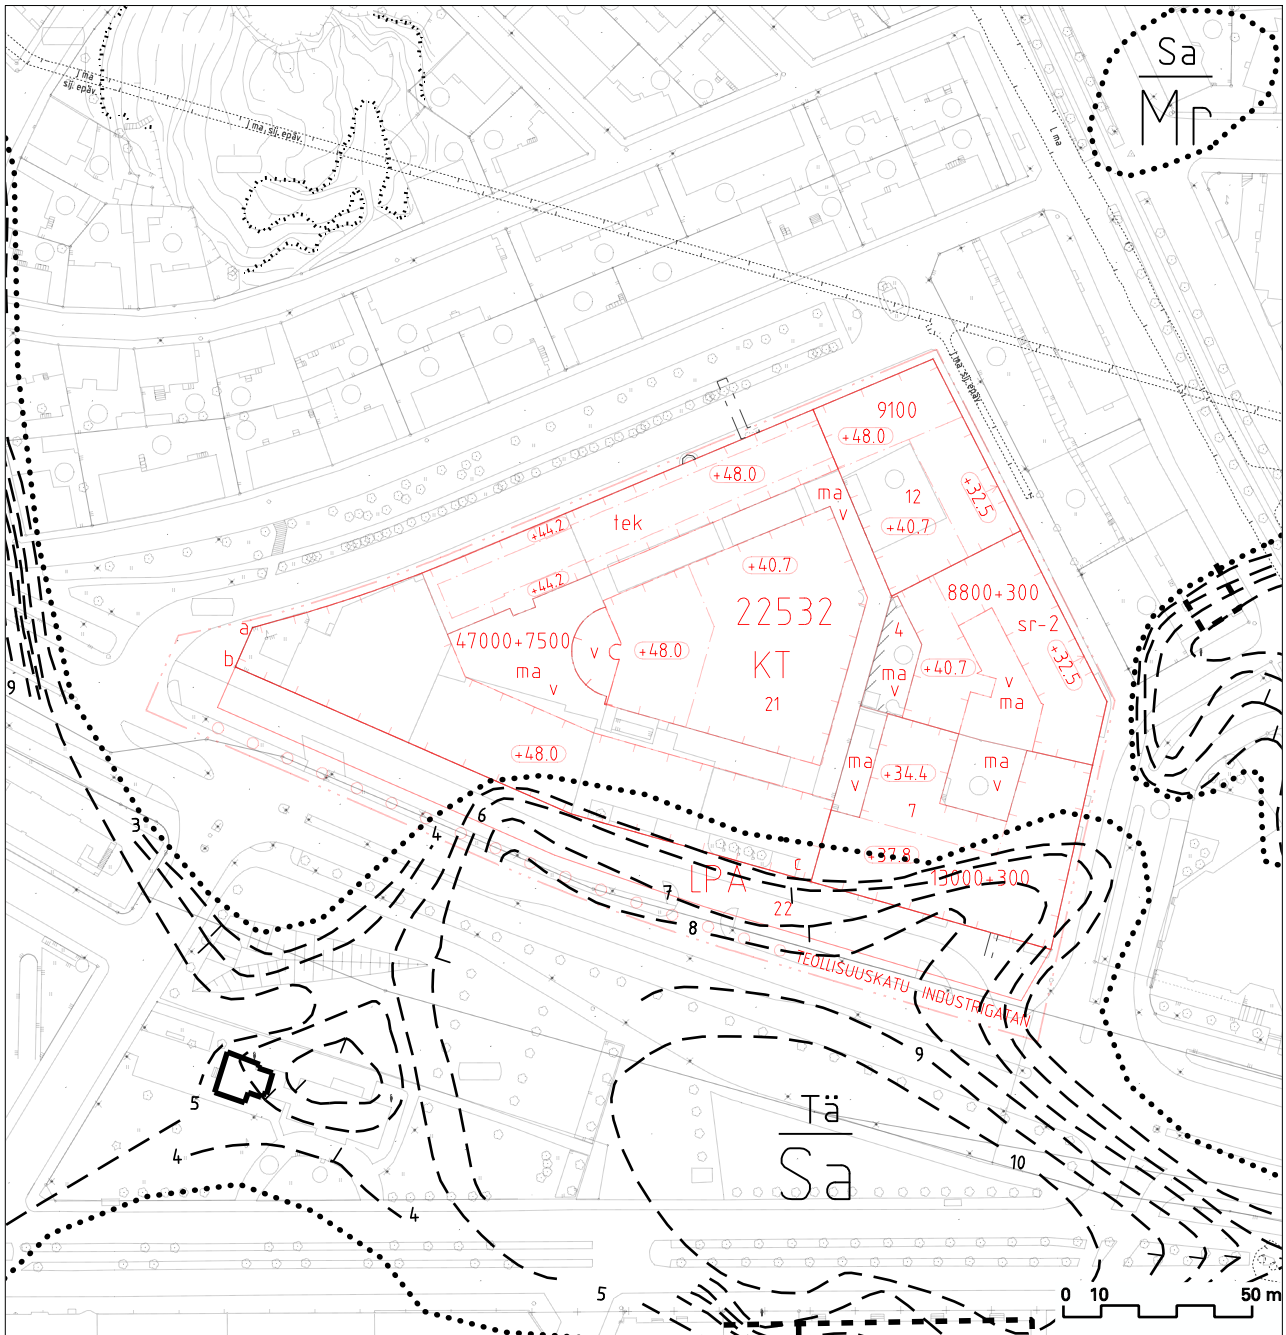 Sa
Mr
j ma
sij. epäv.
j ma, sij. epäv.
l. ma
j ma, sij. epäv.
9100
+48.0
+48.0
+32.5
ma
v
12
+40.7
tek
+44.2
+44.2
+40.7
8800+300
22532
sr-2
a
b
47000+7500
ma
v
v
+48.0
KT
21
4
+40.7
+32.5
ma
v
v
ma
9
+48.0
ma
v
+34.4
ma
v
7
3
4
6
c
+37.8
13000+300
LPA
22
7
8
TEOLLISUUSKATU INDUSTRIGATAN
9
5
Tä
Sa
4
10
4
5
0 10 50 m